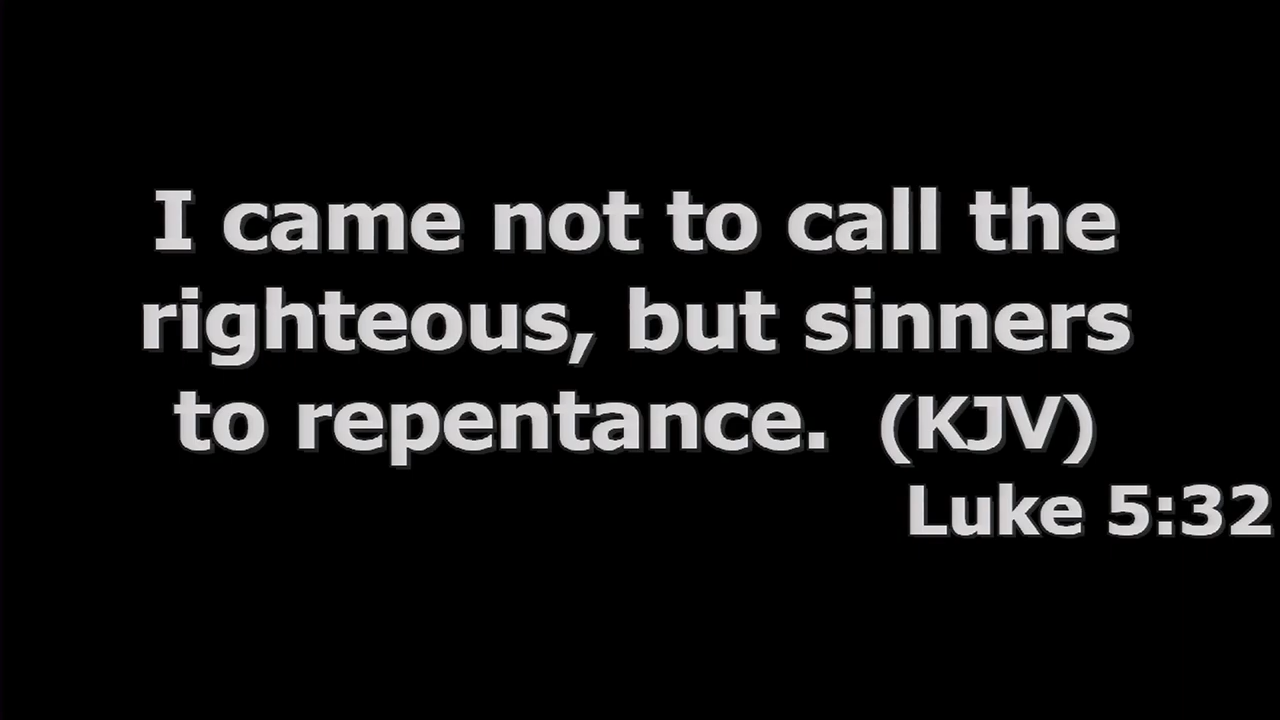 I came not to call the
righteous, but sinners
to repentance.  (KJV)
Luke 5:32